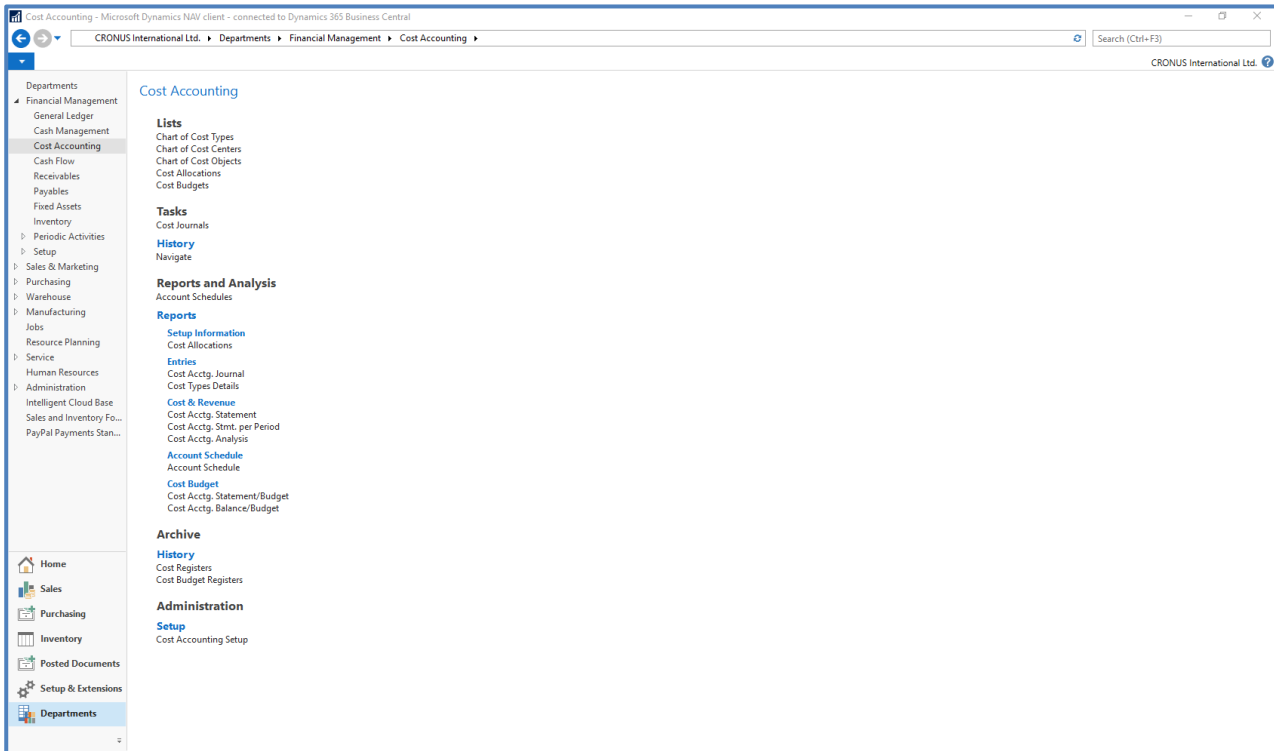 Cost Accounting - Microsoft Dynamics NAV client - connected to Dynamics 365 Business Central
CRONUS International Ltd. ▸ Departments ▸ Financial Management ▸ Cost Accounting ▸
Search (Ctrl+F3)
CRONUS International Ltd.
Departments
Financial Management
General Ledger
Cash Management
Cost Accounting
Cash Flow
Receivables
Payables
Fixed Assets
Inventory
Periodic Activities
Setup
Sales & Marketing
Purchasing
Warehouse
Manufacturing
Jobs
Resource Planning
Service
Human Resources
Administration
Intelligent Cloud Base
Sales and Inventory Fo...
PayPal Payments Stan...
Home
Sales
Purchasing
Inventory
Posted Documents
Setup & Extensions
Departments
Cost Accounting
Lists
Chart of Cost Types
Chart of Cost Centers
Chart of Cost Objects
Cost Allocations
Cost Budgets
Tasks
Cost Journals
History
Navigate
Reports and Analysis
Account Schedules
Reports
Setup Information
Cost Allocations
Entries
Cost Acctg. Journal
Cost Types Details
Cost & Revenue
Cost Acctg. Statement
Cost Acctg. Stmt. per Period
Cost Acctg. Analysis
Account Schedule
Account Schedule
Cost Budget
Cost Acctg. Statement/Budget
Cost Acctg. Balance/Budget
Archive
History
Cost Registers
Cost Budget Registers
Administration
Setup
Cost Accounting Setup